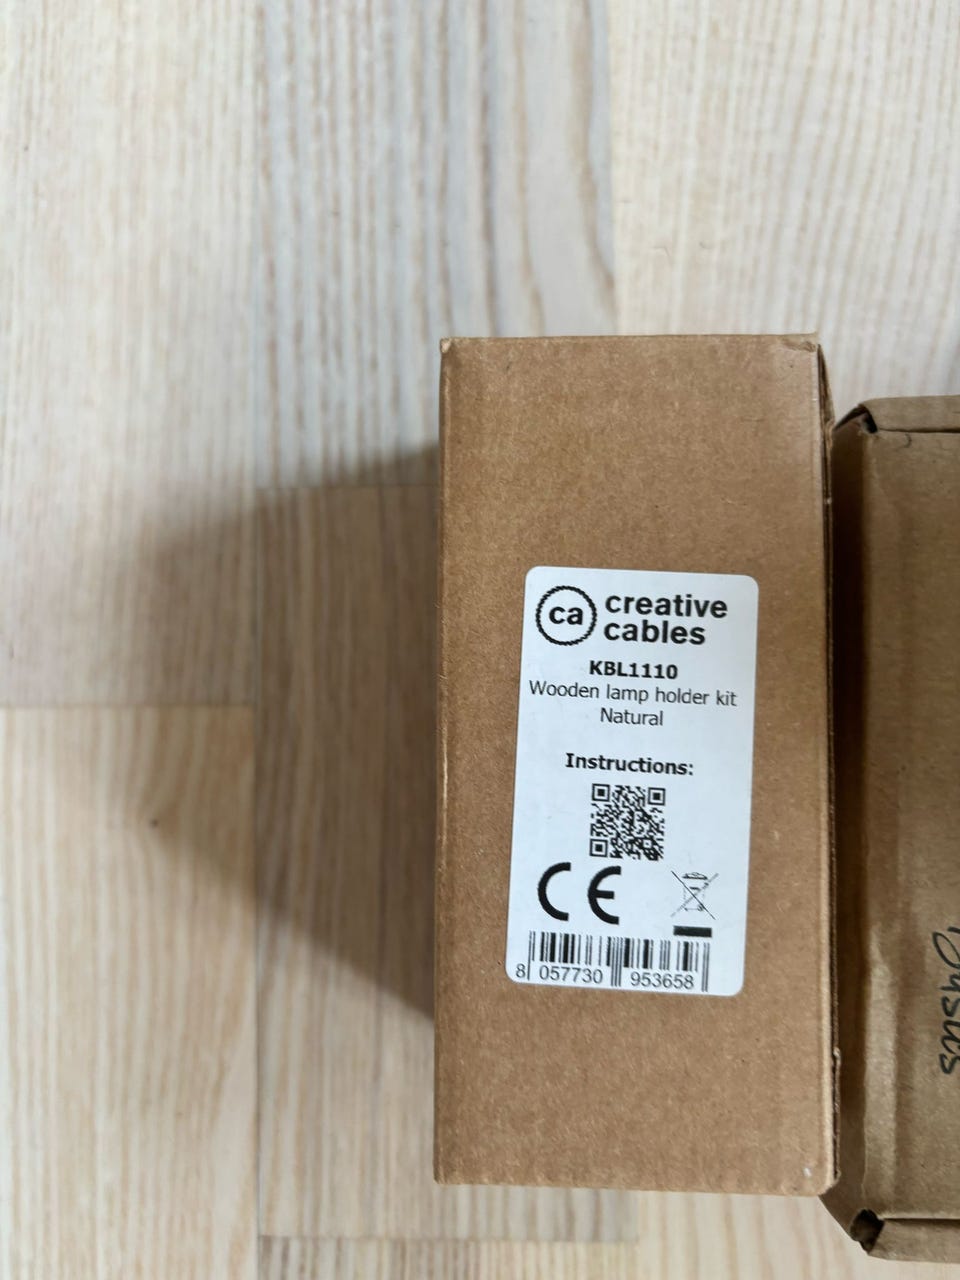 ca creative
cables
KBL1110
Wooden lamp holder kit
Natural
Instructions:
CE
8 057730 953658